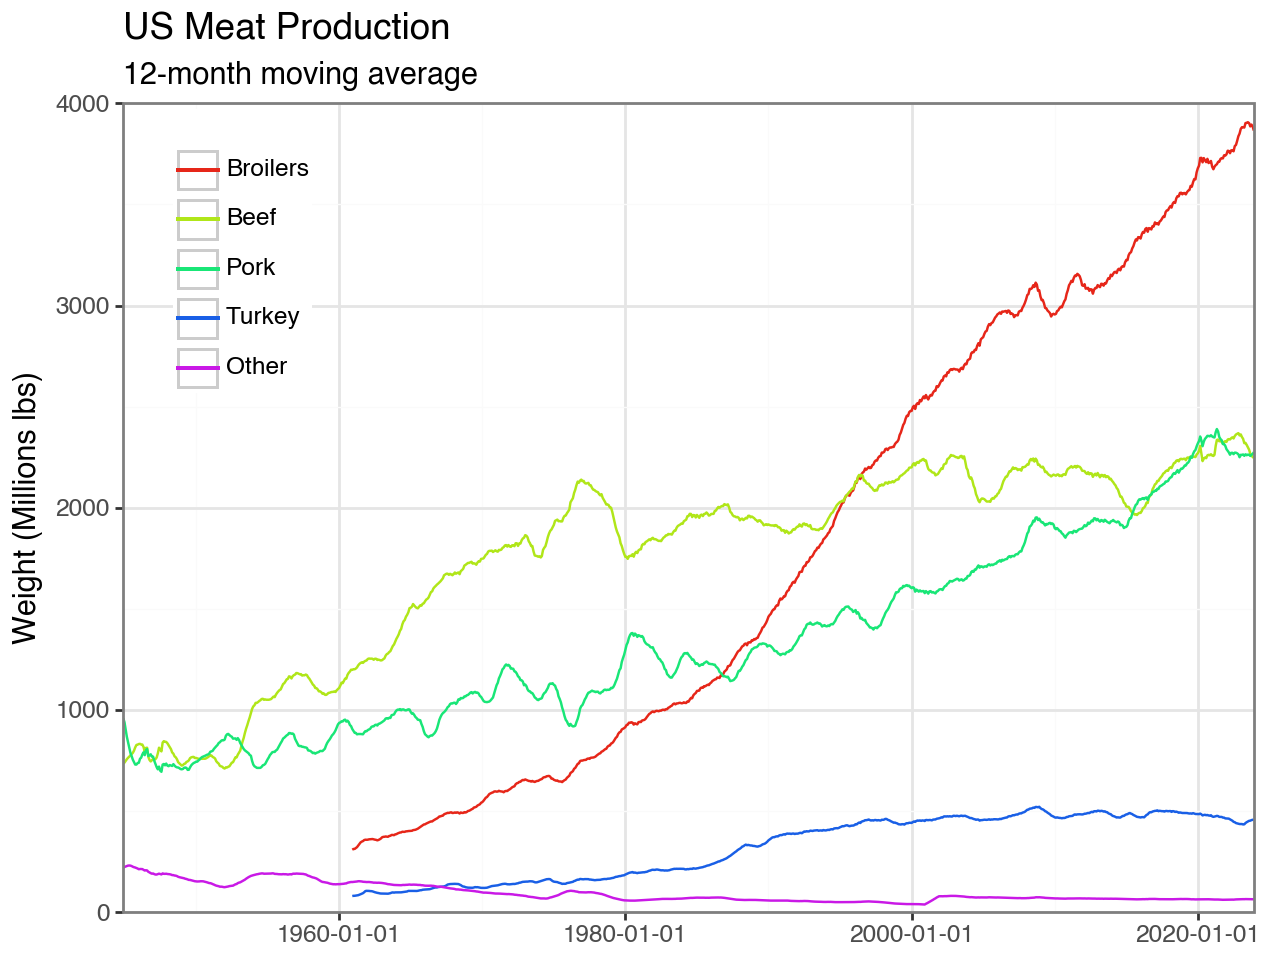 US Meat Production
12-month moving average
Weight (Millions lbs)
4000
3000
2000
1000
0
Broilers
Beef
Pork
Turkey
Other
1960-01-01
1980-01-01
2000-01-01
2020-01-01